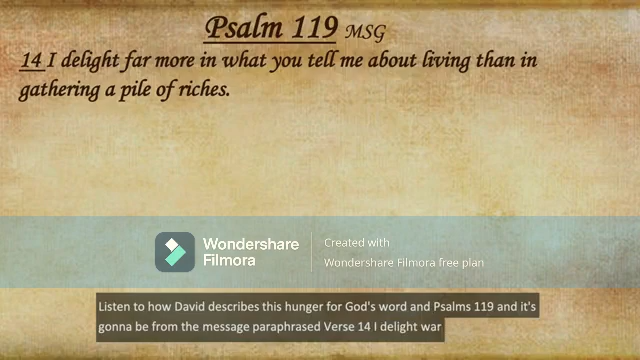 Psalm 119 MSG
14 I delight far more in what you tell me about living than in
gathering a pile of riches.
Wondershare
Filmora
Created with
Wondershare Filmora free plan
Listen to how David describes this hunger for God's word and Psalms 119 and it's
gonna be from the message paraphrased Verse 14 I delight war